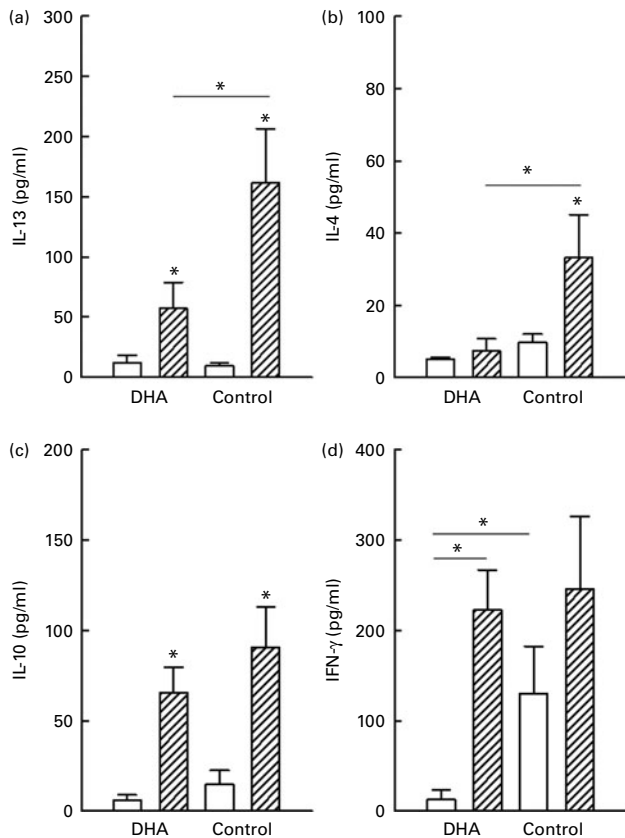 (a)
300
250
200
150
100
50
0
IL-13 (pg/ml)
*
*
*
DHA Control
(b)
100
80
60
40
20
0
IL-4 (pg/ml)
*
*
DHA Control
(c)
200
150
100
50
0
IL-10 (pg/ml)
*
*
DHA Control
(d)
400
300
200
100
0
IFN-γ (pg/ml)
*
*
DHA Control